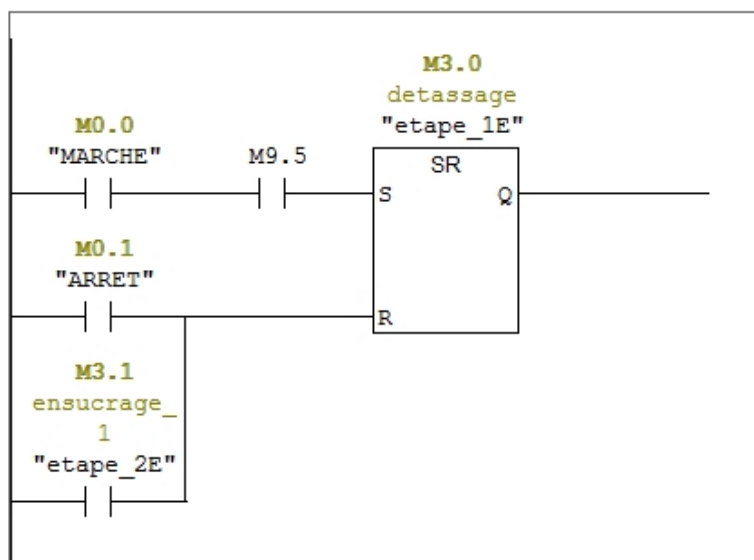 M3.0
detassage
"etape_1E"
M0.0
"MARCHE"
M9.5
SR
S
Q
M0.1
"ARRET"
R
M3.1
ensucrage_
1
"etape_2E"